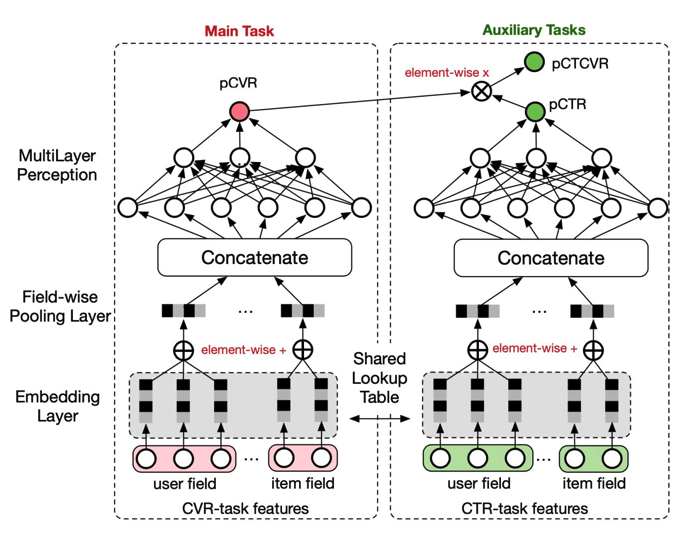 Main Task
Auxiliary Tasks
element-wise x
pCTCVR
pCVR
pCTR
MultiLayer
Perception
Concatenate
Concatenate
Field-wise
Pooling Layer
...
...
element-wise +
element-wise +
Shared
Lookup
Table
Embedding
Layer
...
...
user field
item field
user field
item field
CVR-task features
CTR-task features